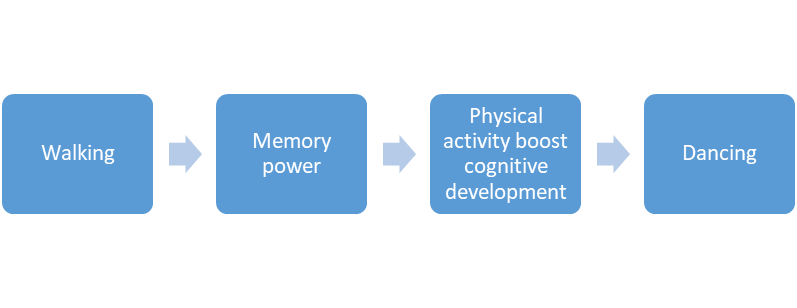 Walking
Memory
power
Physical
activity boost
cognitive
development
Dancing